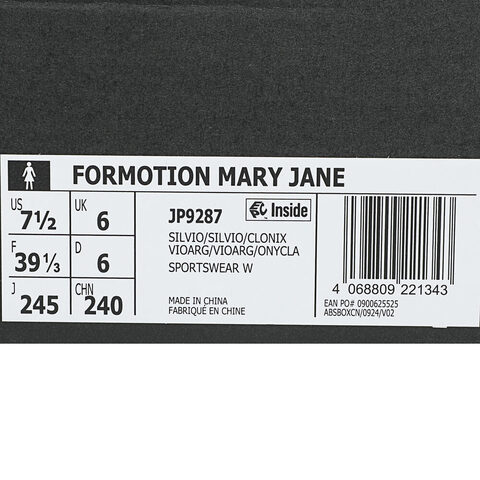 FORMOTION MARY JANE
US 7½ UK 6
F 39⅓ D 6
J 245 CHN 240
JP9287
Inside
SILVIO/SILVIO/CLONIX
VIOARG/VIOARG/ONYCLA
SPORTSWEAR W
MADE IN CHINA
FABRIQUÉ EN CHINE
4 068809 221343
EAN PO# 0900625525
ABSBOXCN/0924/V02